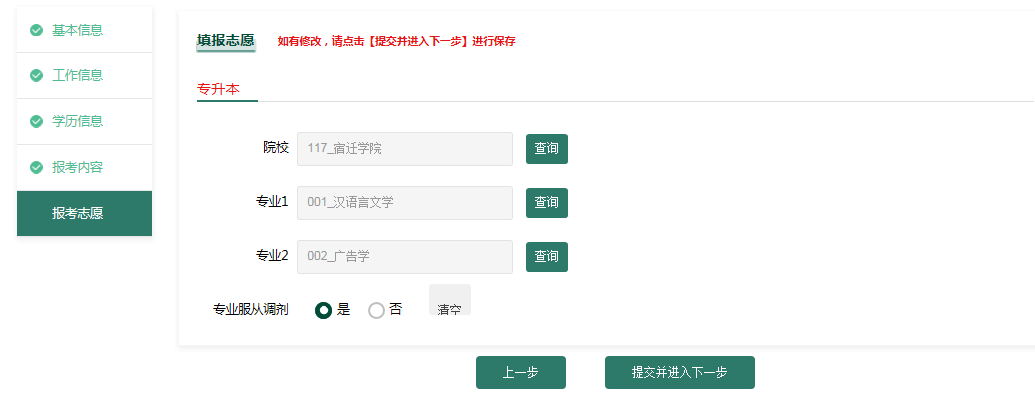 基本信息
工作信息
学历信息
报考内容
报考志愿
填报志愿 如有修改，请点击【提交并进入下一步】进行保存
专升本
院校 117_宿迁学院 查询
专业1 001_汉语言文学 查询
专业2 002_广告学 查询
专业服从调剂 是 否 清空
上一步 提交并进入下一步